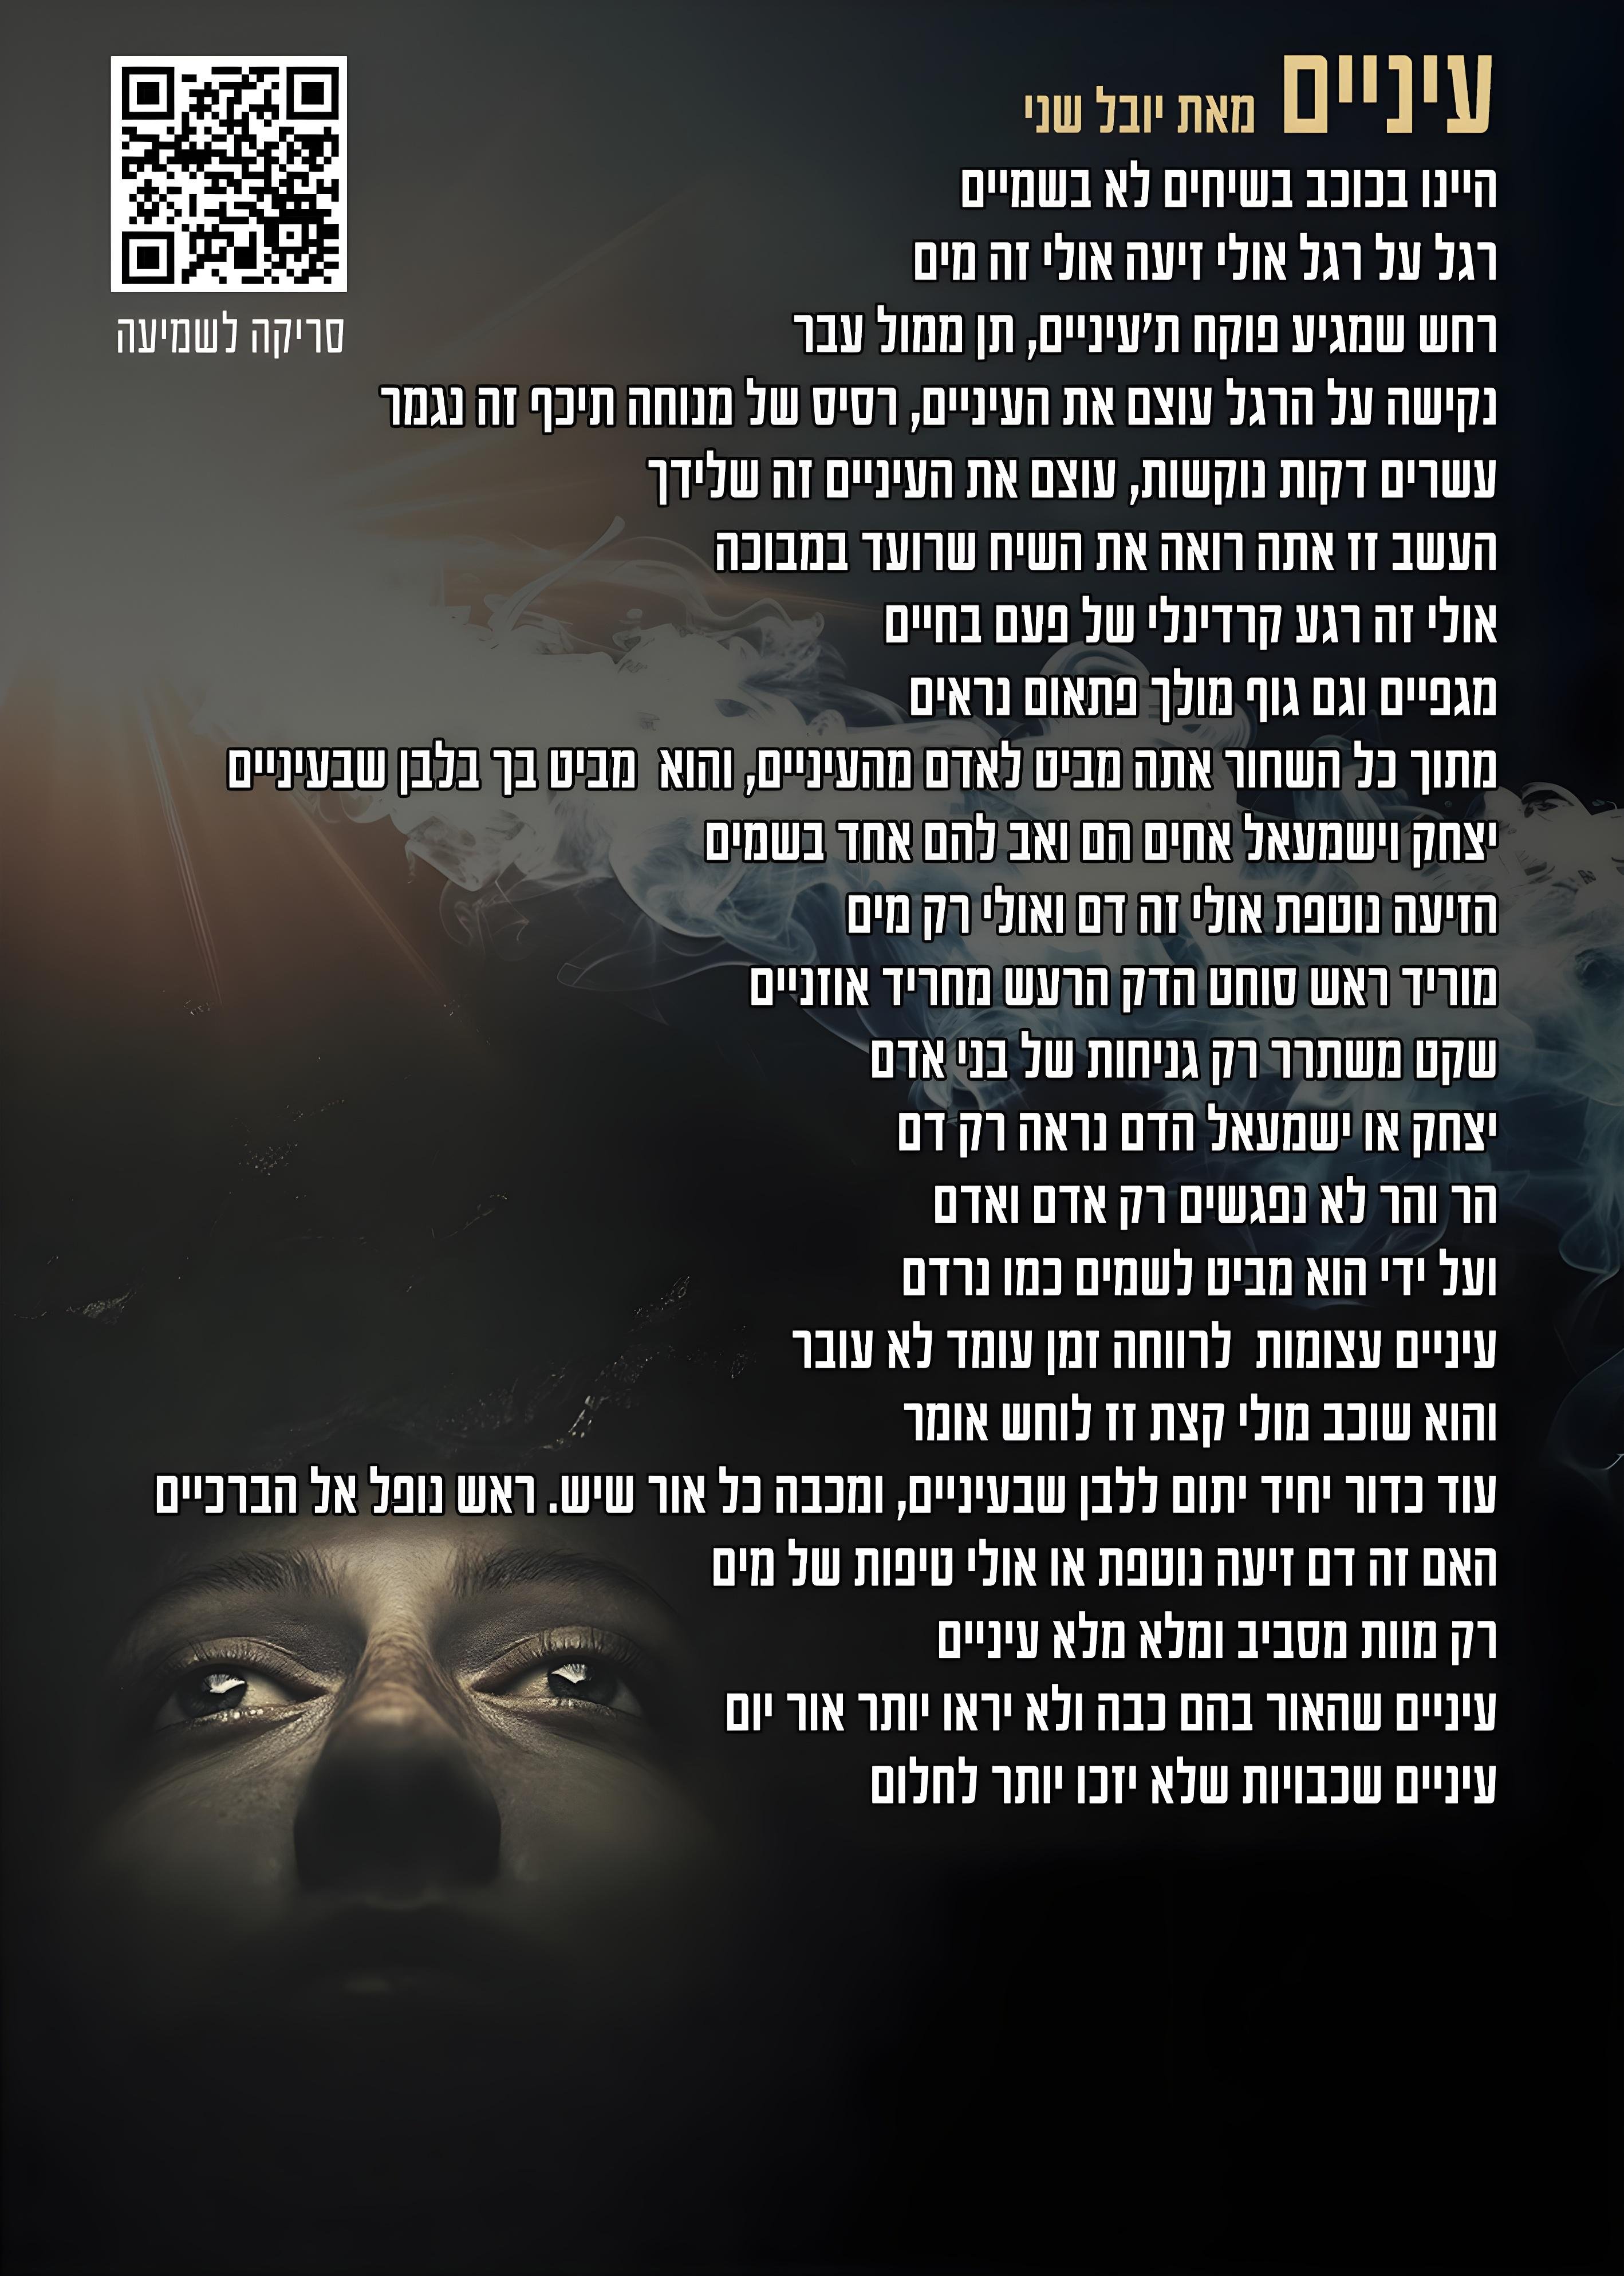 עיניים מאת יובל שני
היינו בכוכב בשיחים לא בשמיים
רגל על רגל אולי זיעה אולי זה מים
רחש שמגיע פוקח ת'עיניים, תן ממול עבר
נקישה על הרגל עוצם את העיניים, רסיס של מנוחה תיכף זה נגמר
עשרים דקות נוקשות, עוצם את העיניים זה שלידך
העשב זז אתה רואה את השיח שרועד במבוכה
אולי זה רגע קרדינלי של פעם בחיים
מגפיים וגם גוף מולך פתאום נראים
מתוך כל השחור אתה מביט לאדם מהעיניים, והוא  מביט בך בלבן שבעיניים
יצחק וישמעאל אחים הם ואב להם אחד בשמים
הזיעה נוטפת אולי זה דם ואולי רק מים
מוריד ראש סוחט הדק הרעש מחריד אוזניים
שקט משתרר רק גניחות של בני אדם
יצחק או ישמעאל הדם נראה רק דם
הר והר לא נפגשים רק אדם ואדם
ועל ידי הוא מביט לשמים כמו נרדם
עיניים עצומות  לרווחה זמן עומד לא עובר
והוא שוכב מולי קצת זז לוחש אומר
עוד כדור יחיד יתום ללבן שבעיניים, ומכבה כל אור שיש. ראש נופל אל הברכיים
האם זה דם זיעה נוטפת או אולי טיפות של מים
רק מוות מסביב ומלא מלא עיניים
עיניים שהאור בהם כבה ולא יראו יותר אור יום
עיניים שכבויות שלא יזכו יותר לחלום
סריקה לשמיעה